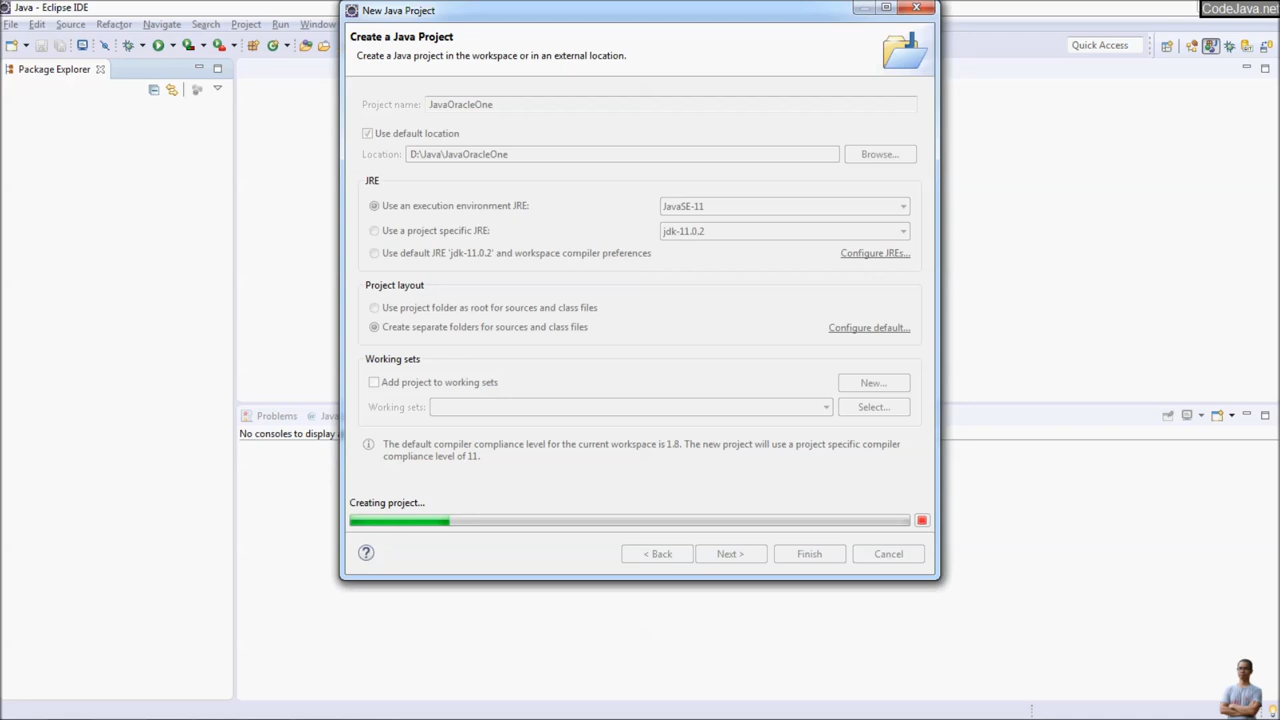 Java - Eclipse IDE
New Java Project
CodeJava.net
File Edit Source Refactor Navigate Search Project Run Window
Create a Java Project
Create a Java project in the workspace or in an external location.
Quick Access
Package Explorer
Project name: JavaOracleOne
Use default location
Location: D:\Java\JavaOracleOne Browse...
JRE
Use an execution environment JRE: JavaSE-11
Use a project specific JRE: jdk-11.0.2
Use default JRE 'jdk-11.0.2' and workspace compiler preferences Configure JREs...
Project layout
Use project folder as root for sources and class files
Create separate folders for sources and class files Configure default...
Working sets
Add project to working sets New...
Working sets: Select...
Problems Java
No consoles to display a
The default compiler compliance level for the current workspace is 1.8. The new project will use a project specific compiler
compliance level of 11.
Creating project...
? < Back Next > Finish Cancel